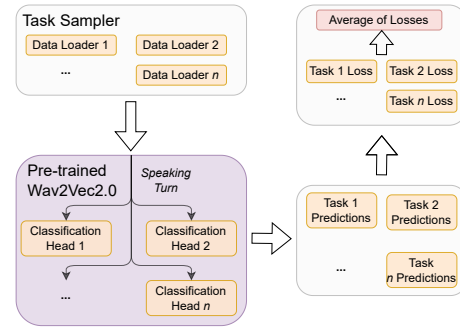 Task Sampler
Data Loader 1
Data Loader 2
...
Data Loader n
Pre-trained
Wav2Vec2.0
Speaking
Turn
Classification
Head 1
Classification
Head 2
...
Classification
Head n
Average of Losses
Task 1 Loss
Task 2 Loss
...
Task n Loss
Task 1
Predictions
Task 2
Predictions
...
Task
n Predictions